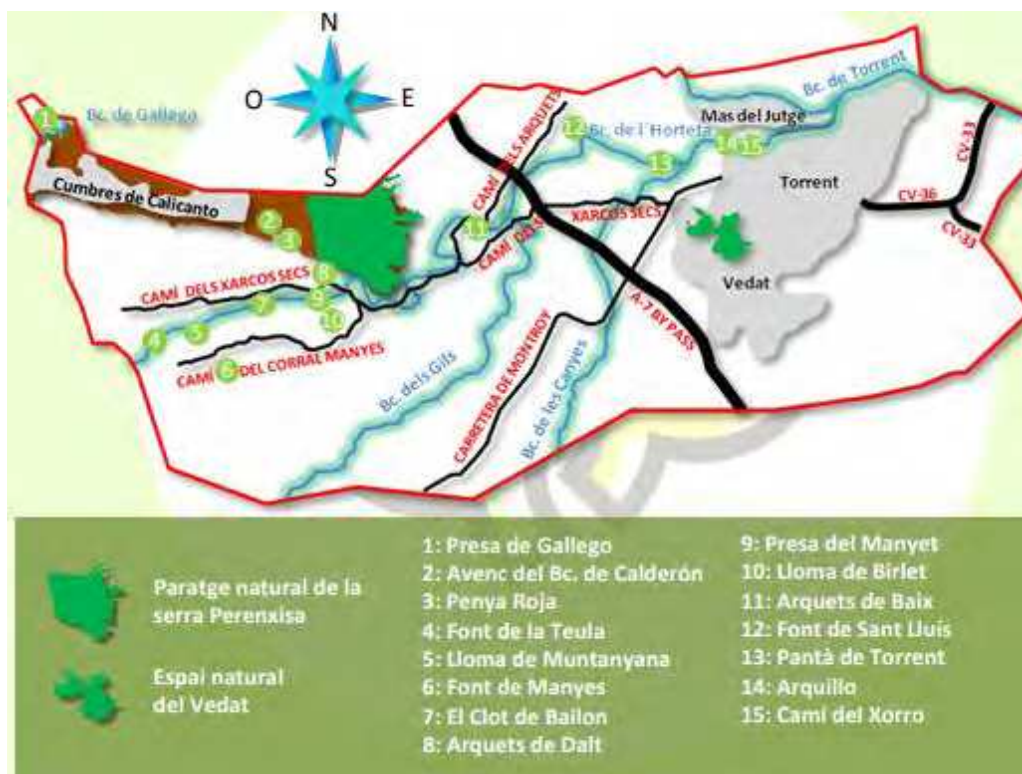 N
O
E
S
1
Bc. de Gallego
Cumbres de Calicanto
2
3
CAMÍ DELS ARQUETS
12
Bc. de l´Horteta
Mas del Jutge
Bc. de Torrent
13
14
15
Torrent
CV-33
CV-36
CV-33
11
CAMÍ DELS
XARCOS SECS
Vedat
A-7 BY PASS
8
CAMÍ DELS XARCOS SECS
9
7
10
4
5
CAMÍ
6
DEL CORRAL MANYES
Bc. dels Gils
CARRETERA DE MONTROY
Bc. de les Canyes
Paratge natural de la
serra Perenxisa
Espai natural
del Vedat
1: Presa de Gallego
2: Avenc del Bc. de Calderón
3: Penya Roja
4: Font de la Teula
5: Lloma de Muntanyana
6: Font de Manyes
7: El Clot de Bailon
8: Arquets de Dalt
9: Presa del Manyet
10: Lloma de Birlet
11: Arquets de Baix
12: Font de Sant Lluís
13: Pantà de Torrent
14: Arquillo
15: Camí del Xorro